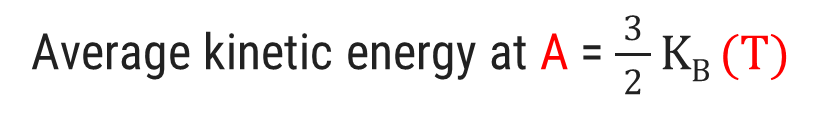 Average kinetic energy at A = 3/2 K_B (T)